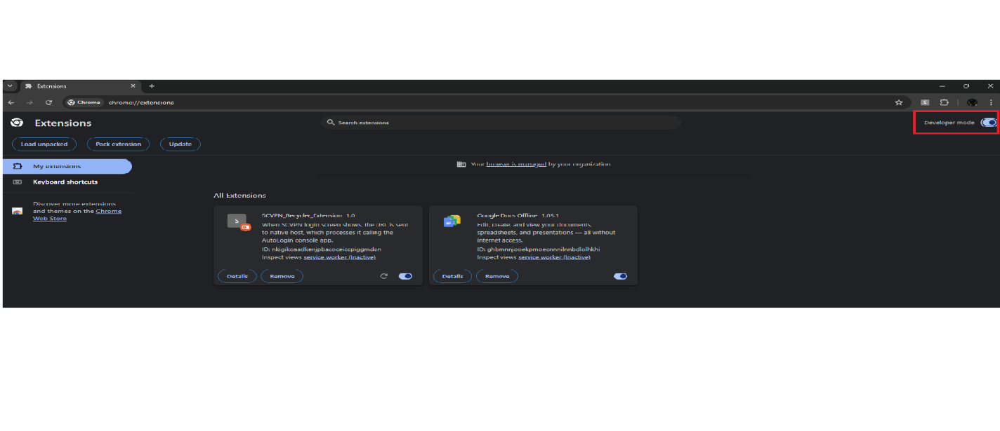 Extensions
Chrome chrome://extensions
Extensions
Search extensions
Developer mode
Load unpacked
Pack extension
Update
My extensions
Keyboard shortcuts
Discover more extensions
and themes on the Chrome
Web Store
Your browser is managed by your organization
All Extensions
SCVPN_Recycler_Extension 1.0
When SCVPN login screen shows, the URL is sent
to native host, which processes it calling the
AutoLogin console app.
ID: nkigikoaadkenjpbacoceiccpiggmdon
Inspect views service worker (Inactive)
Details
Remove
Google Docs Offline 1.05.1
Edit, create, and view your documents,
spreadsheets, and presentations — all without
internet access.
ID: ghbmnnjooekpmoecnnnilnnbdlolhkhi
Inspect views service worker (Inactive)
Details
Remove
S